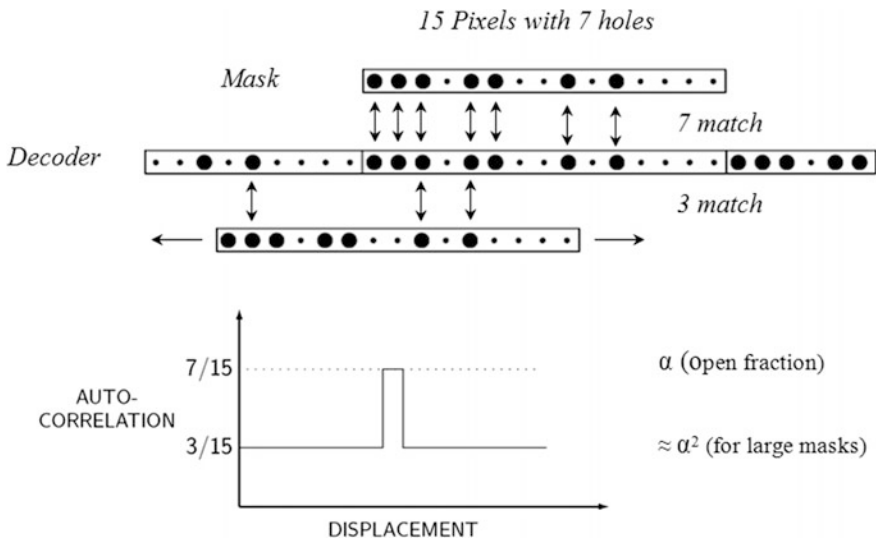 15 Pixels with 7 holes
Mask
7 match
Decoder
3 match
7/15
α (open fraction)
AUTO-
CORRELATION
3/15
≈ α² (for large masks)
DISPLACEMENT